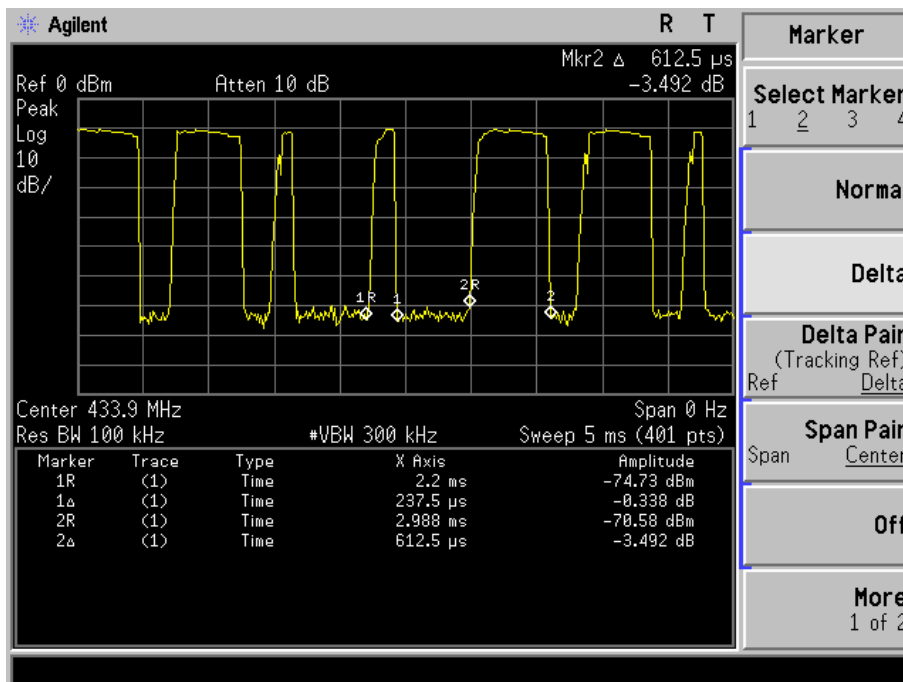 Agilent R T
Mkr2 Δ 612.5 µs
Ref 0 dBm Atten 10 dB -3.492 dB
Peak
Log
10
dB/
1R 1 2R 2
Center 433.9 MHz Span 0 Hz
Res BW 100 kHz #VBW 300 kHz Sweep 5 ms (401 pts)
Marker Trace Type X Axis Amplitude
1R (1) Time 2.2 ms -74.73 dBm
1Δ (1) Time 237.5 µs -0.338 dB
2R (1) Time 2.988 ms -70.58 dBm
2Δ (1) Time 612.5 µs -3.492 dB
Marker
Select Marker
1 2 3 4
Norma
Delta
Delta Pair
(Tracking Ref)
Ref Delta
Span Pair
Span Center
Off
More
1 of 2